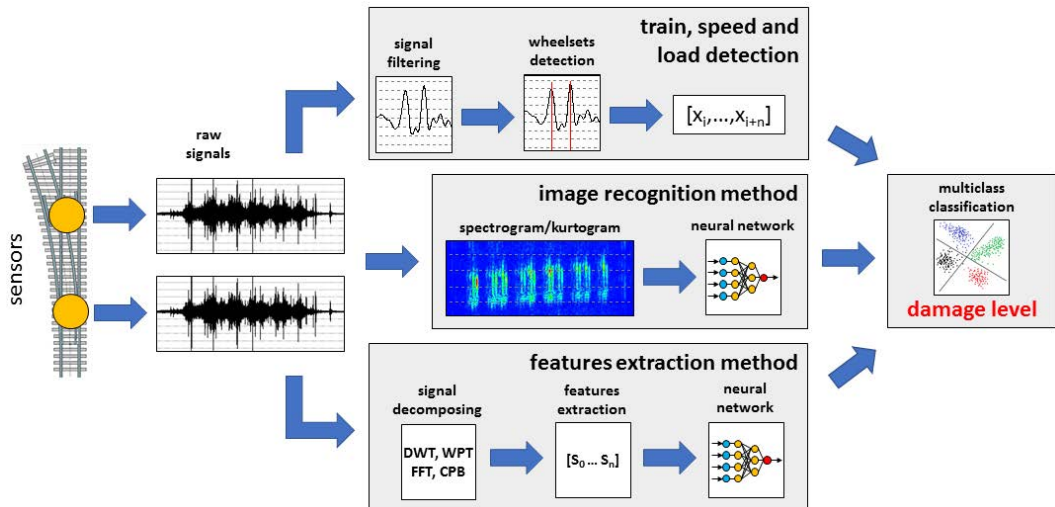 sensors
raw
signals
train, speed and
load detection
signal
filtering
wheelsets
detection
[xᵢ,...,xᵢ₊ₙ]
image recognition method
spectrogram/kurtogram
neural network
features extraction method
signal
decomposing
DWT, WPT
FFT, CPB
features
extraction
[s₀ ... sₙ]
neural
network
multiclass
classification
damage level